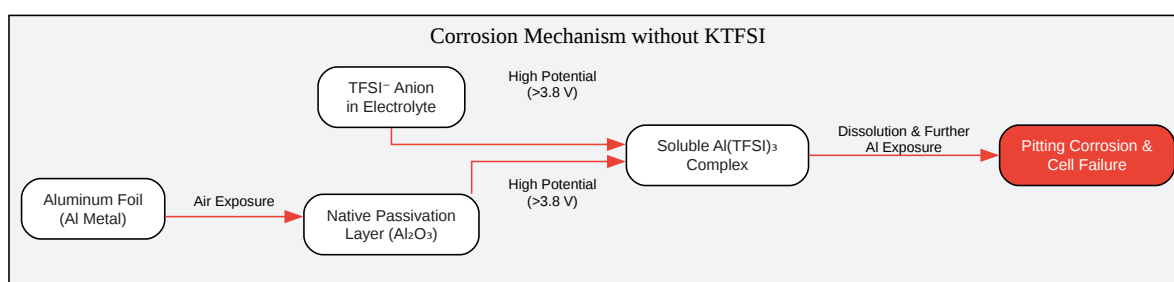 Corrosion Mechanism without KTFSI
TFSI⁻ Anion
in Electrolyte
High Potential
(>3.8 V)
Soluble Al(TFSI)₃
Complex
Dissolution & Further
Al Exposure
Pitting Corrosion &
Cell Failure
Aluminum Foil
(Al Metal)
Air Exposure
Native Passivation
Layer (Al₂O₃)
High Potential
(>3.8 V)